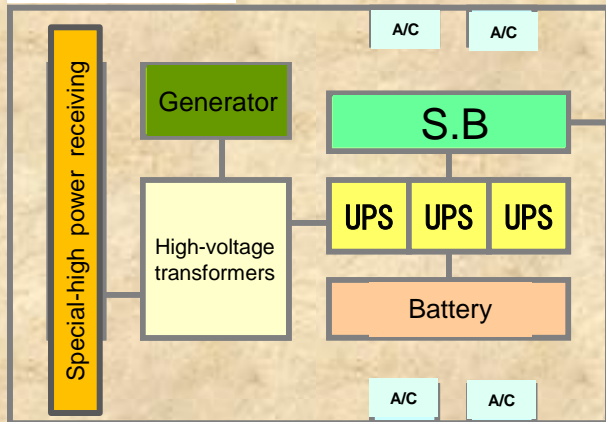 A/C
A/C
Special-high power receiving
Generator
S.B
High-voltage
transformers
UPS
UPS
UPS
Battery
A/C
A/C